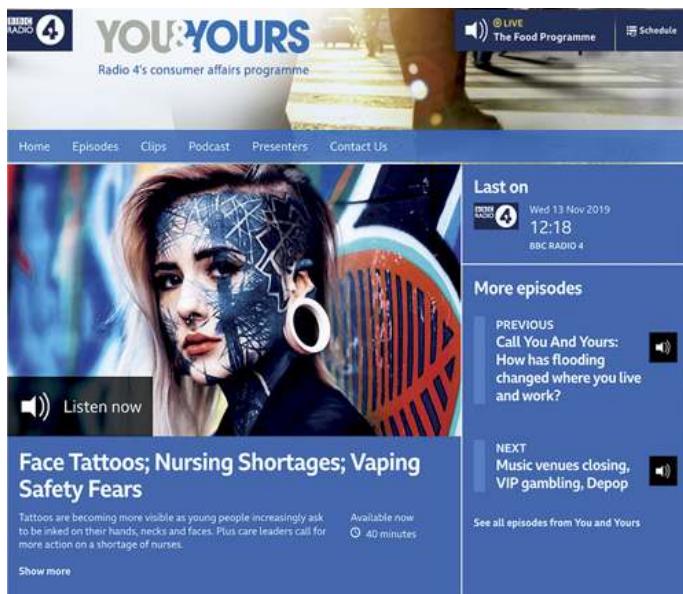 BBC
RADIO 4
YOU&YOURS
Radio 4's consumer affairs programme
LIVE
The Food Programme
Schedule
Home Episodes Clips Podcast Presenters Contact Us
Listen now
Face Tattoos; Nursing Shortages; Vaping
Safety Fears
Tattoos are becoming more visible as young people increasingly ask
to be inked on their hands, necks and faces. Plus care leaders call for
more action on a shortage of nurses.
Show more
Available now
40 minutes
Last on
BBC
RADIO 4
Wed 13 Nov 2019
12:18
BBC RADIO 4
More episodes
PREVIOUS
Call You And Yours:
How has flooding
changed where you live
and work?
NEXT
Music venues closing,
VIP gambling, Depop
See all episodes from You and Yours